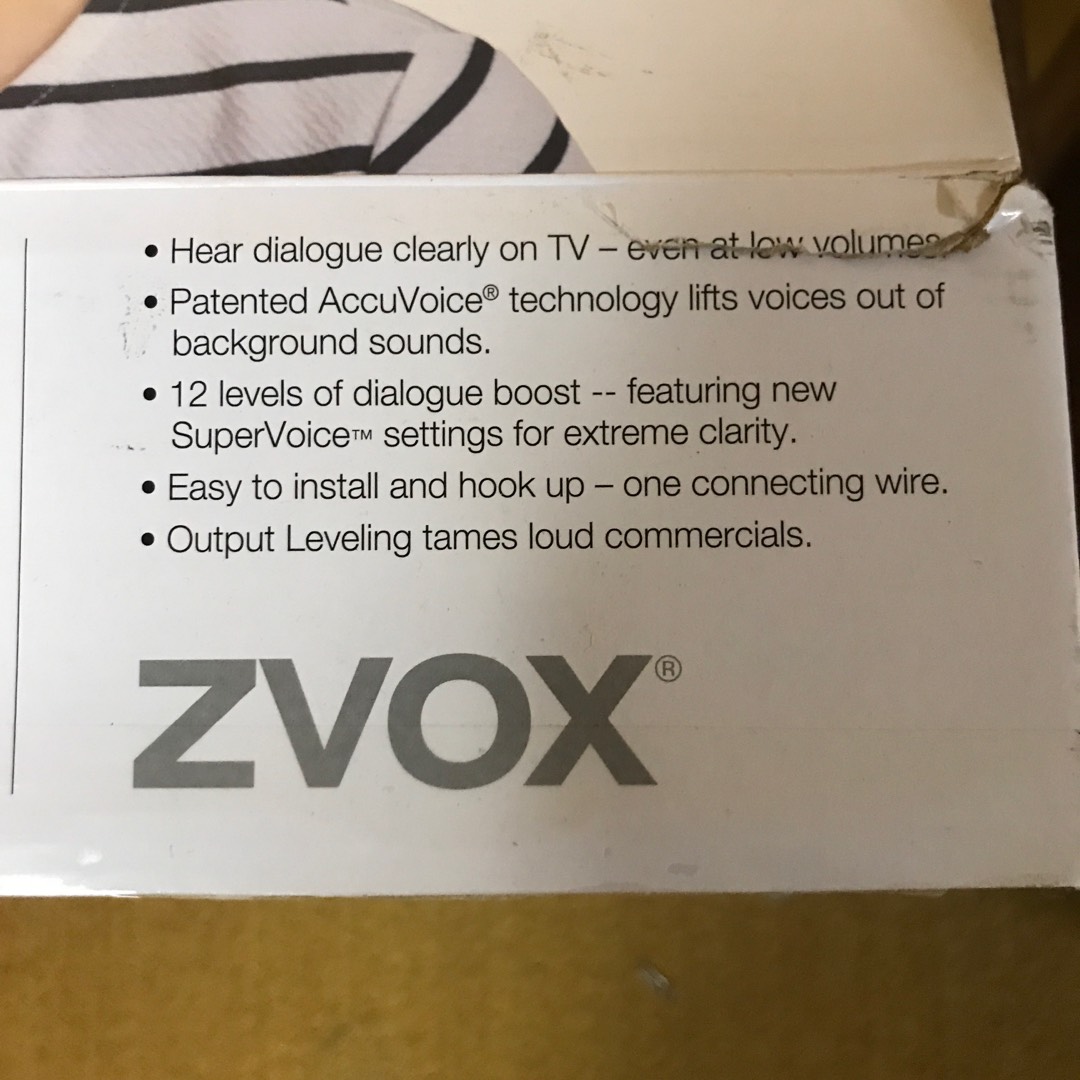 • Hear dialogue clearly on TV – even at low volumes.
• Patented AccuVoice® technology lifts voices out of
background sounds.
• 12 levels of dialogue boost -- featuring new
SuperVoice™ settings for extreme clarity.
• Easy to install and hook up – one connecting wire.
• Output Leveling tames loud commercials.
ZVOX®